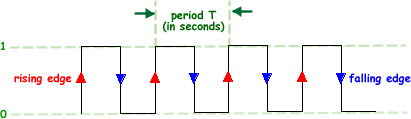 period T
(in seconds)
1
rising edge
falling edge
0